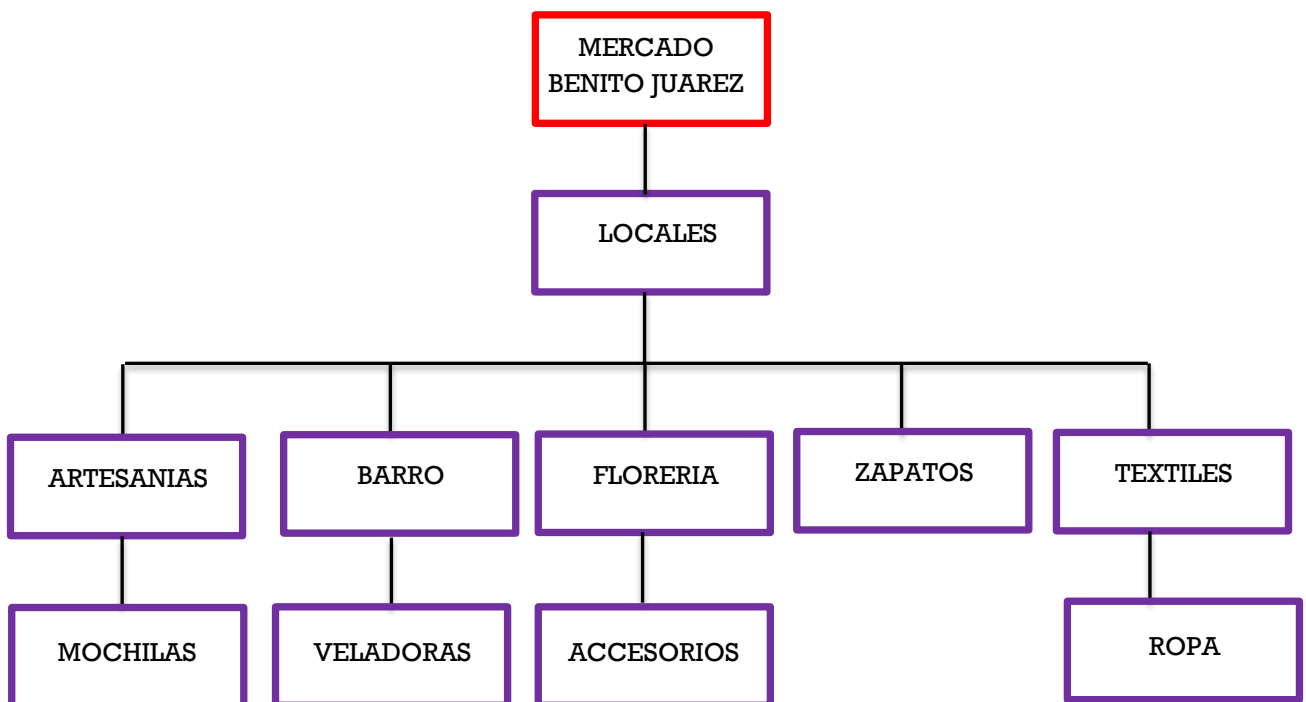 MERCADO
BENITO JUAREZ
LOCALES
ARTESANIAS
BARRO
FLORERIA
ZAPATOS
TEXTILES
MOCHILAS
VELADORAS
ACCESORIOS
ROPA